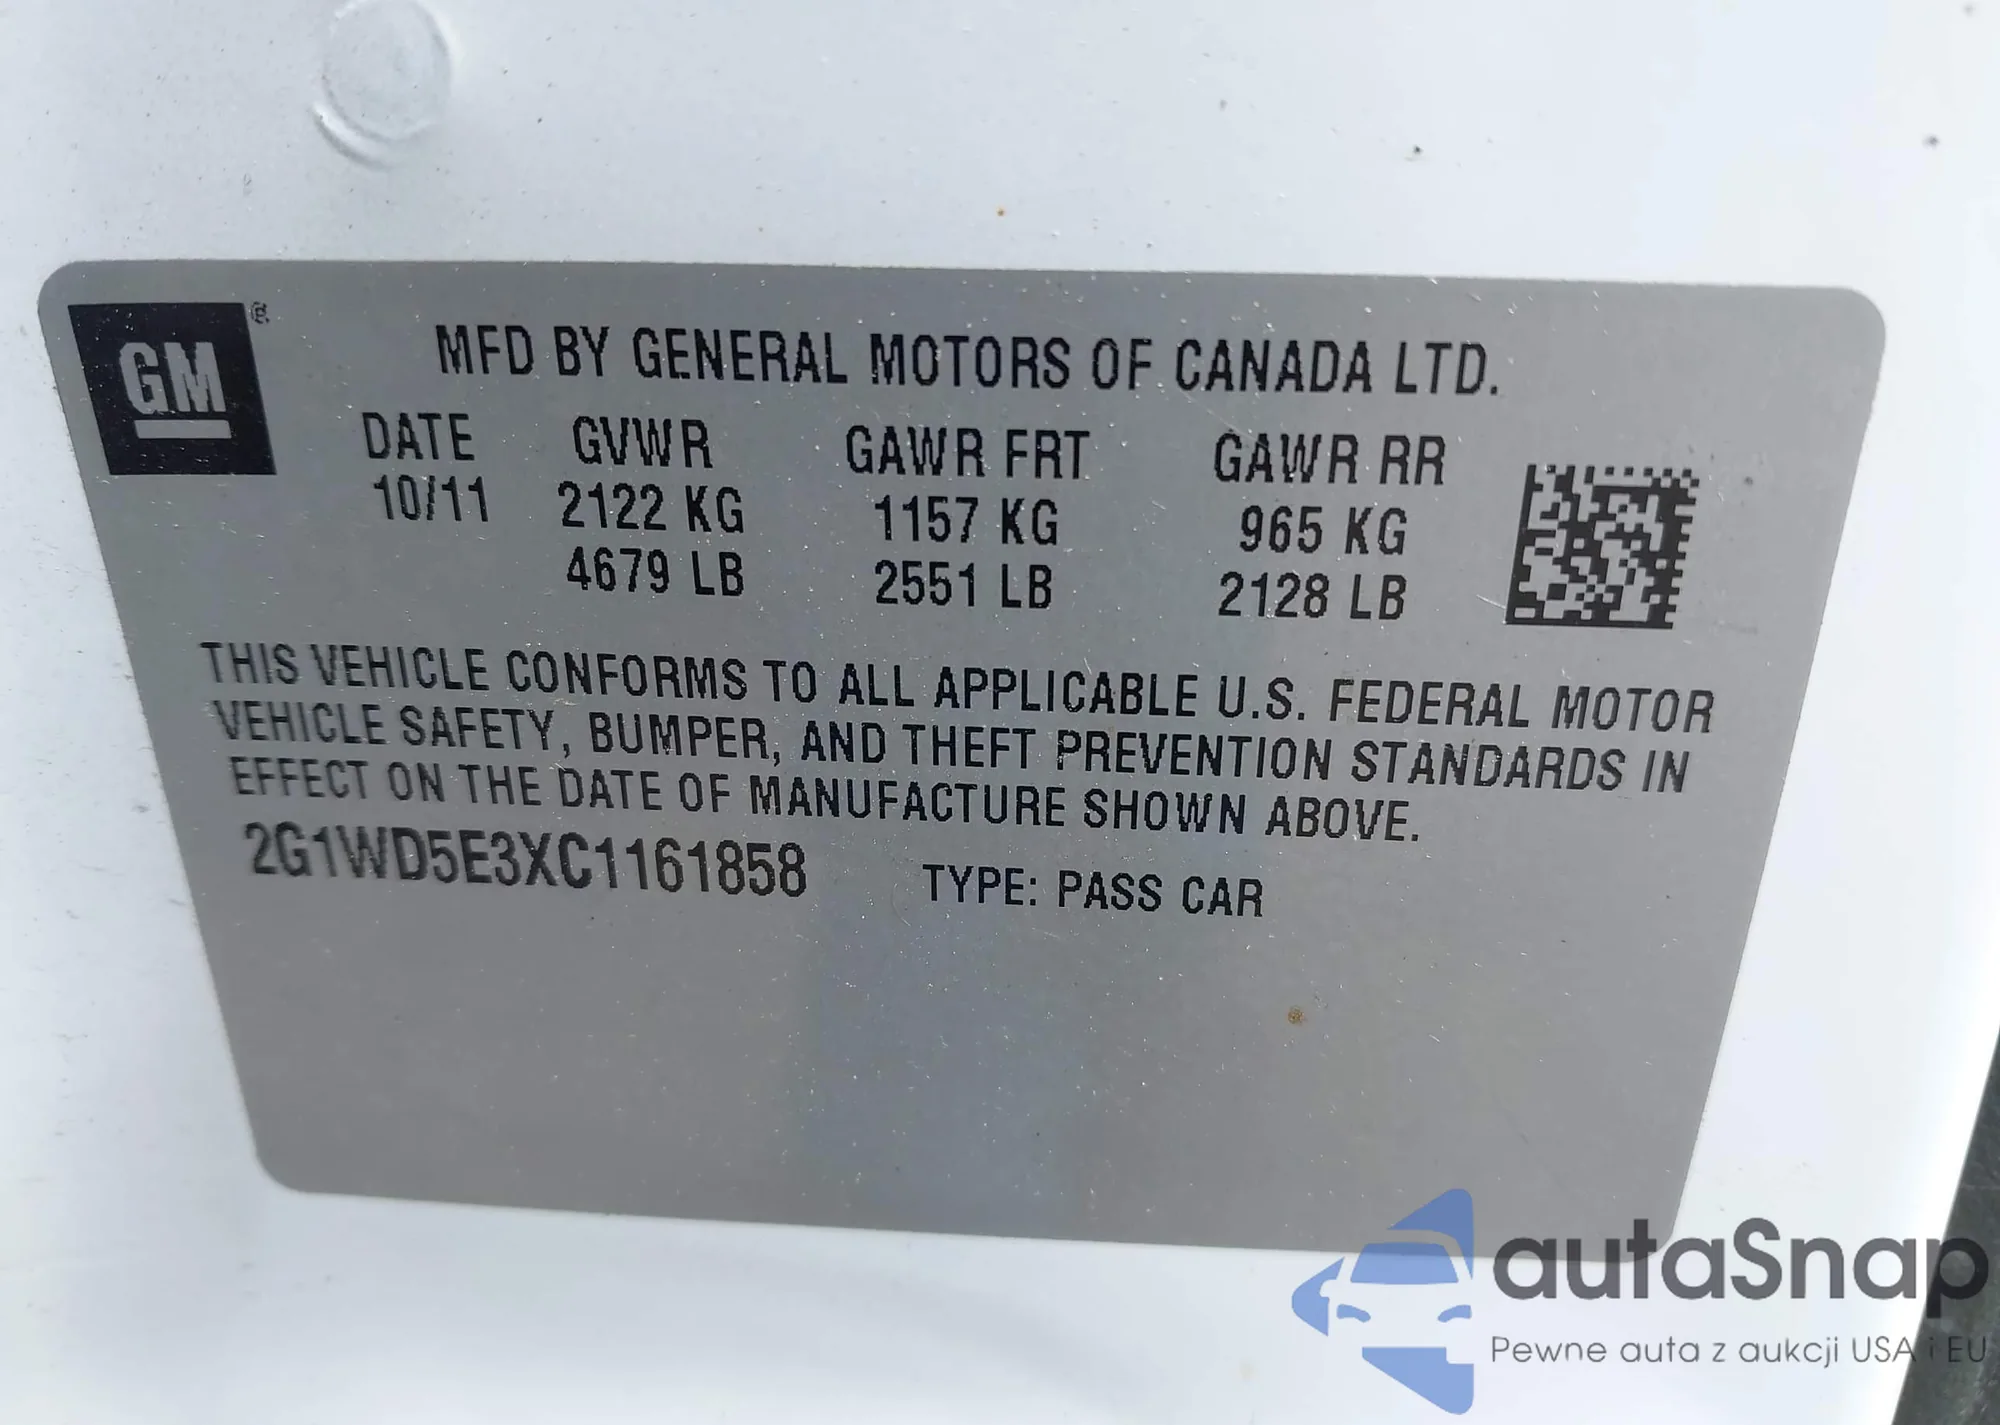 GM ®
MFD BY GENERAL MOTORS OF CANADA LTD.
DATE GVWR GAWR FRT GAWR RR
10/11 2122 KG 1157 KG 965 KG
4679 LB 2551 LB 2128 LB
THIS VEHICLE CONFORMS TO ALL APPLICABLE U.S. FEDERAL MOTOR
VEHICLE SAFETY, BUMPER, AND THEFT PREVENTION STANDARDS IN
EFFECT ON THE DATE OF MANUFACTURE SHOWN ABOVE.
2G1WD5E3XC1161858 TYPE: PASS CAR
autaSnap
Pewne auta z aukcji USA i EU